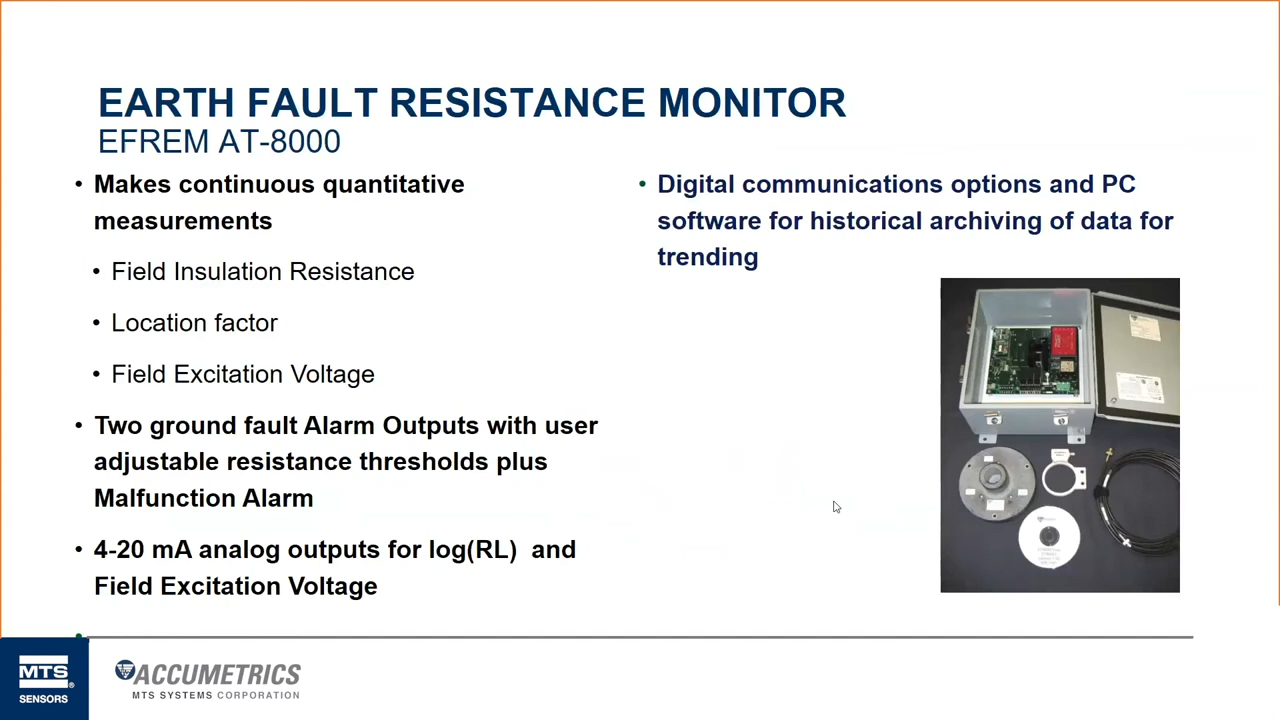 EARTH FAULT RESISTANCE MONITOR
EFREM AT-8000
• Makes continuous quantitative
measurements
• Field Insulation Resistance
• Location factor
• Field Excitation Voltage
• Two ground fault Alarm Outputs with user
adjustable resistance thresholds plus
Malfunction Alarm
• 4-20 mA analog outputs for log(RL)  and
Field Excitation Voltage
• Digital communications options and PC
software for historical archiving of data for
trending
MTS®
SENSORS
ACCUMETRICS
MTS SYSTEMS CORPORATION